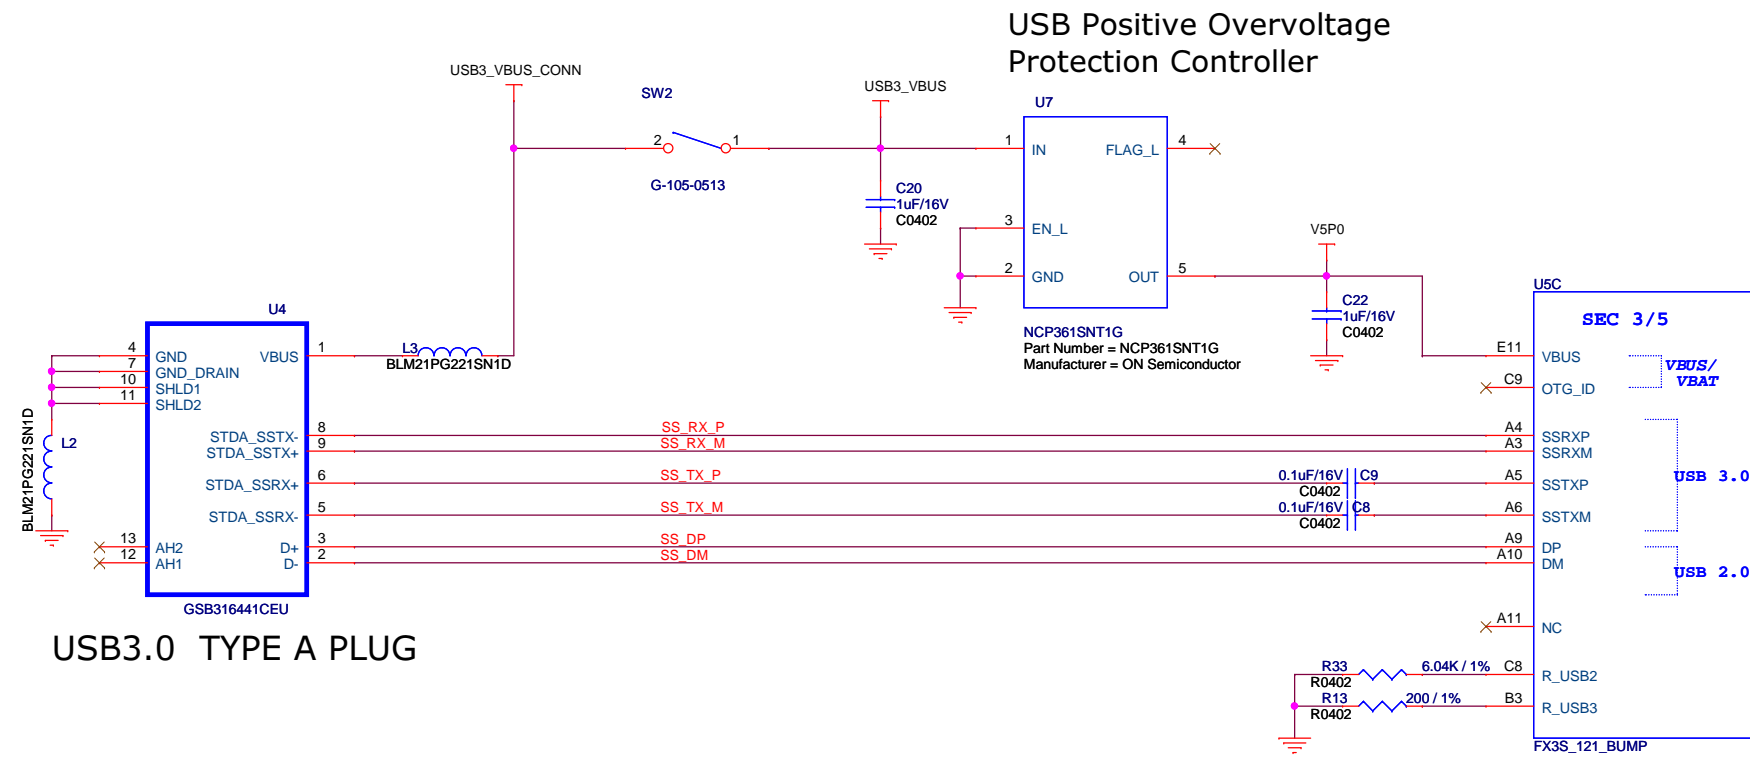 USB Positive Overvoltage
Protection Controller
USB3_VBUS_CONN
SW2
2
1
G-105-0513
USB3_VBUS
C20
1uF/16V
C0402
U7
1
IN
FLAG_L
4
3
EN_L
2
GND
OUT
5
NCP361SNT1G
Part Number = NCP361SNT1G
Manufacturer = ON Semiconductor
V5P0
C22
1uF/16V
C0402
U4
4
GND
7
GND_DRAIN
10
SHLD1
11
SHLD2
VBUS
1
L3
BLM21PG221SN1D
L2
BLM21PG221SN1D
STDA_SSTX-
8
STDA_SSTX+
9
STDA_SSRX+
6
STDA_SSRX-
5
13
AH2
12
AH1
D+
3
D-
2
GSB316441CEU
USB3.0 TYPE A PLUG
SS_RX_P
SS_RX_M
SS_TX_P
SS_TX_M
SS_DP
SS_DM
0.1uF/16V
C9
C0402
0.1uF/16V
C8
C0402
U5C
SEC 3/5
E11
VBUS
C9
OTG_ID
VBUS/
VBAT
A4
SSRXP
A3
SSRXM
A5
SSTXP
A6
SSTXM
USB 3.0
A9
DP
A10
DM
USB 2.0
A11
NC
R33
6.04K / 1%
C8
R_USB2
R0402
R13
200 / 1%
B3
R_USB3
R0402
FX3S_121_BUMP